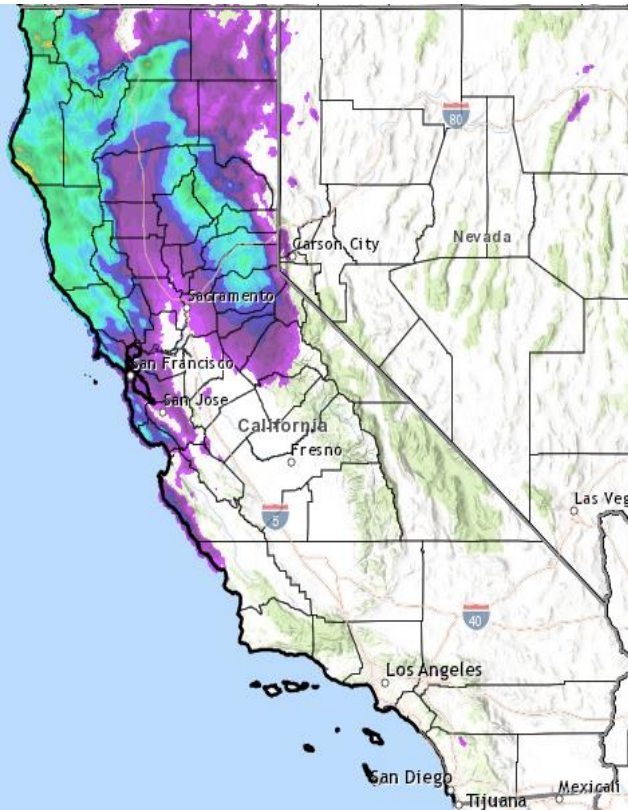 80
Nevada
Carson City
Sacramento
San Francisco
San Jose
California
Fresno
5
Las Veg
40
Los Angeles
San Diego
Mexicali
Tijuana